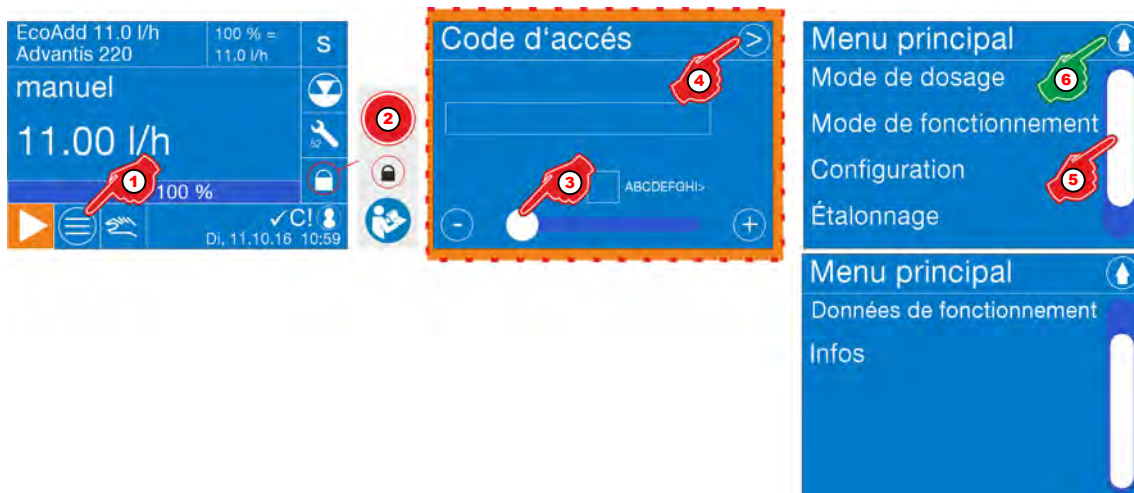 EcoAdd 11.0 l/h
Advantis 220
100 % =
11.0 l/h
S
manuel
11.00 l/h
52
1
100 %
✓C!
Di, 11.10.16 10:59
2
Code d'accés
>
4
3
ABCDEFGHI>
-
+
Menu principal
6
Mode de dosage
Mode de fonctionnement
Configuration
5
Étalonnage
Menu principal
Données de fonctionnement
Infos